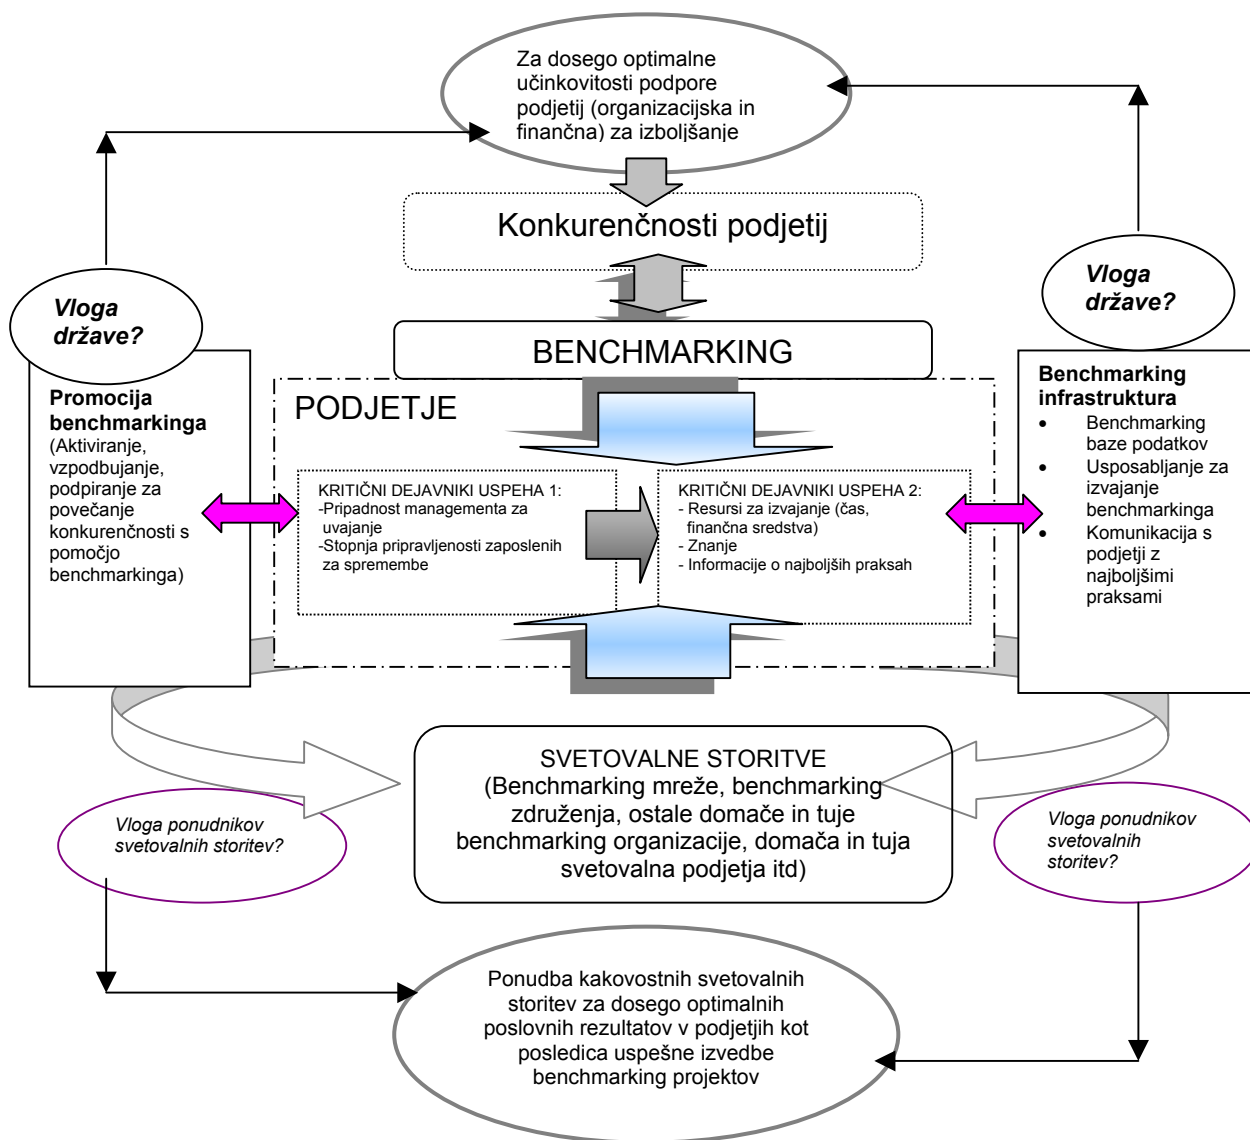 Za dosego optimalne
učinkovitosti podpore
podjetij (organizacijska in
finančna) za izboljšanje
Konkurenčnosti podjetij
Vloga
države?
Vloga
države?
BENCHMARKING
Promocija
benchmarkinga
(Aktiviranje,
vzpodbujanje,
podpiranje za
povečanje
konkurenčnosti s
pomočjo
benchmarkinga)
PODJETJE
KRITIČNI DEJAVNIKI USPEHA 1:
-Pripadnost managementa za
uvajanje
-Stopnja pripravljenosti zaposlenih
za spremembe
KRITIČNI DEJAVNIKI USPEHA 2:
- Resursi za izvajanje (čas,
finančna sredstva)
- Znanje
- Informacije o najboljših praksah
Benchmarking
infrastruktura
• Benchmarking
baze podatkov
• Usposabljanje za
izvajanje
benchmarkinga
• Komunikacija s
podjetji z
najboljšimi
praksami
SVETOVALNE STORITVE
(Benchmarking mreže, benchmarking
združenja, ostale domače in tuje
benchmarking organizacije, domača in tuja
svetovalna podjetja itd)
Vloga ponudnikov
svetovalnih storitev?
Vloga ponudnikov
svetovalnih
storitev?
Ponudba kakovostnih svetovalnih
storitev za dosego optimalnih
poslovnih rezultatov v podjetjih kot
posledica uspešne izvedbe
benchmarking projektov